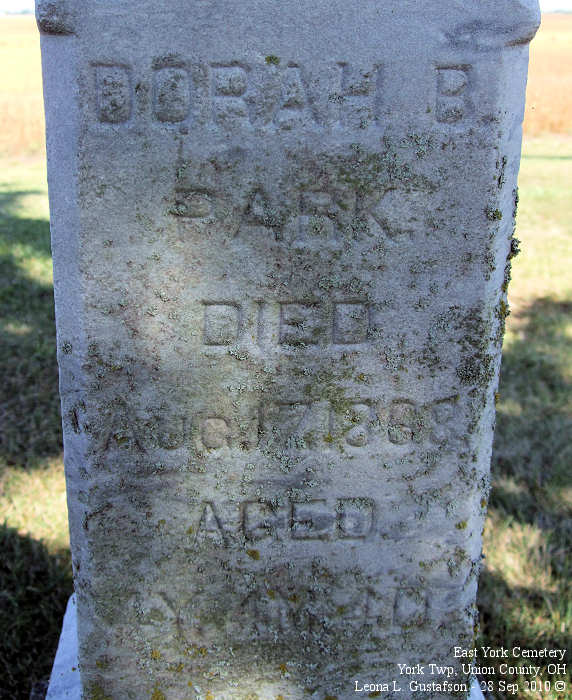 DORAH B.
PARK.
DIED
AUG. 17, 1898
AGED
East York Cemetery
York Twp, Union County, OH
Leona L. Gustafson - 28 Sep 2010 ©